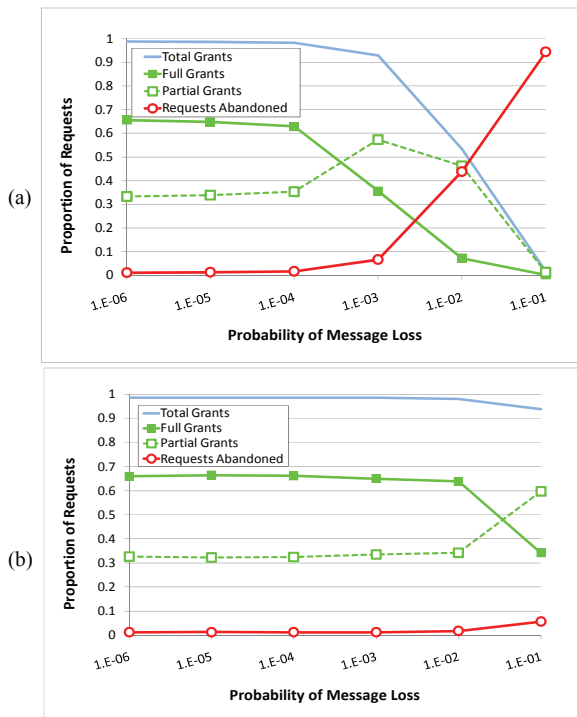 (a)
Proportion of Requests
1
0.9
0.8
0.7
0.6
0.5
0.4
0.3
0.2
0.1
0
Total Grants
Full Grants
Partial Grants
Requests Abandoned
1.E-06
1.E-05
1.E-04
1.E-03
1.E-02
1.E-01
Probability of Message Loss
(b)
Proportion of Requests
1
0.9
0.8
0.7
0.6
0.5
0.4
0.3
0.2
0.1
0
Total Grants
Full Grants
Partial Grants
Requests Abandoned
1.E-06
1.E-05
1.E-04
1.E-03
1.E-02
1.E-01
Probability of Message Loss